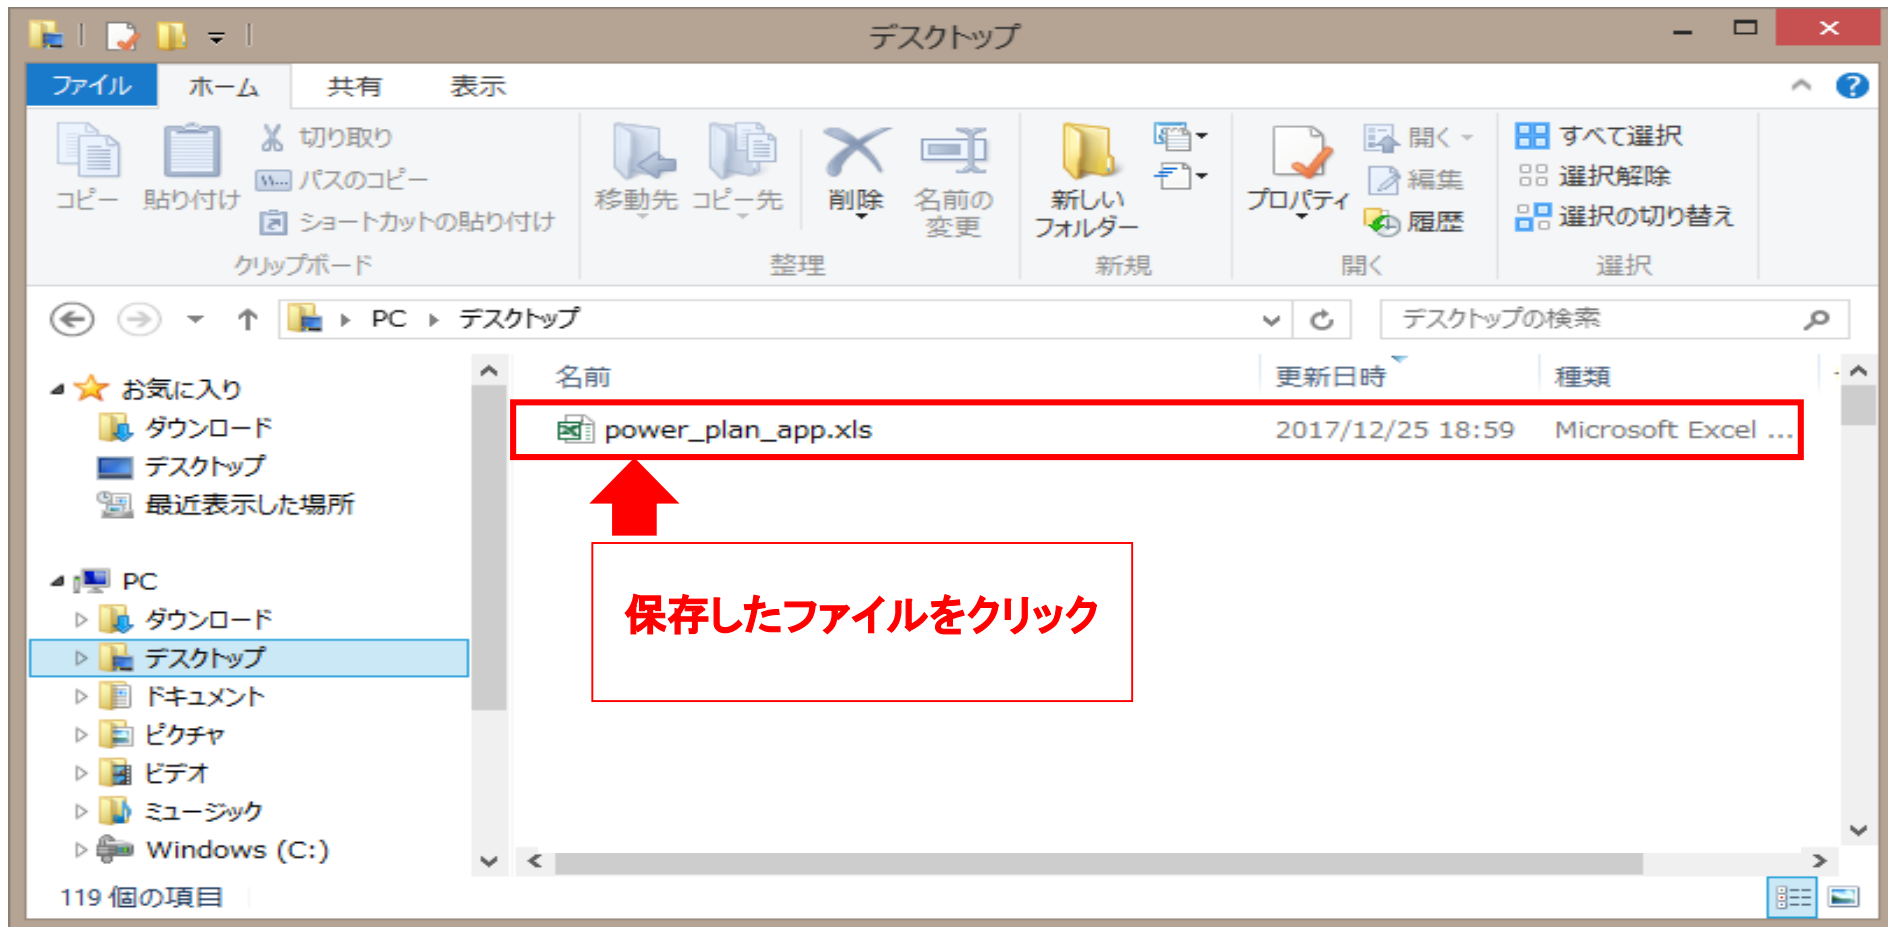 デスクトップ
ファイル ホーム 共有 表示
コピー
貼り付け
切り取り
パスのコピー
ショートカットの貼り付け
クリップボード
移動先
コピー先
削除
名前の
変更
整理
新しい
フォルダー
新規
プロパティ
開く
編集
履歴
開く
すべて選択
選択解除
選択の切り替え
選択
PC デスクトップ
デスクトップの検索
お気に入り
ダウンロード
デスクトップ
最近表示した場所
PC
ダウンロード
デスクトップ
ドキュメント
ピクチャ
ビデオ
ミュージック
Windows (C:)
名前 更新日時 種類
power_plan_app.xls 2017/12/25 18:59 Microsoft Excel ...
保存したファイルをクリック
119 個の項目